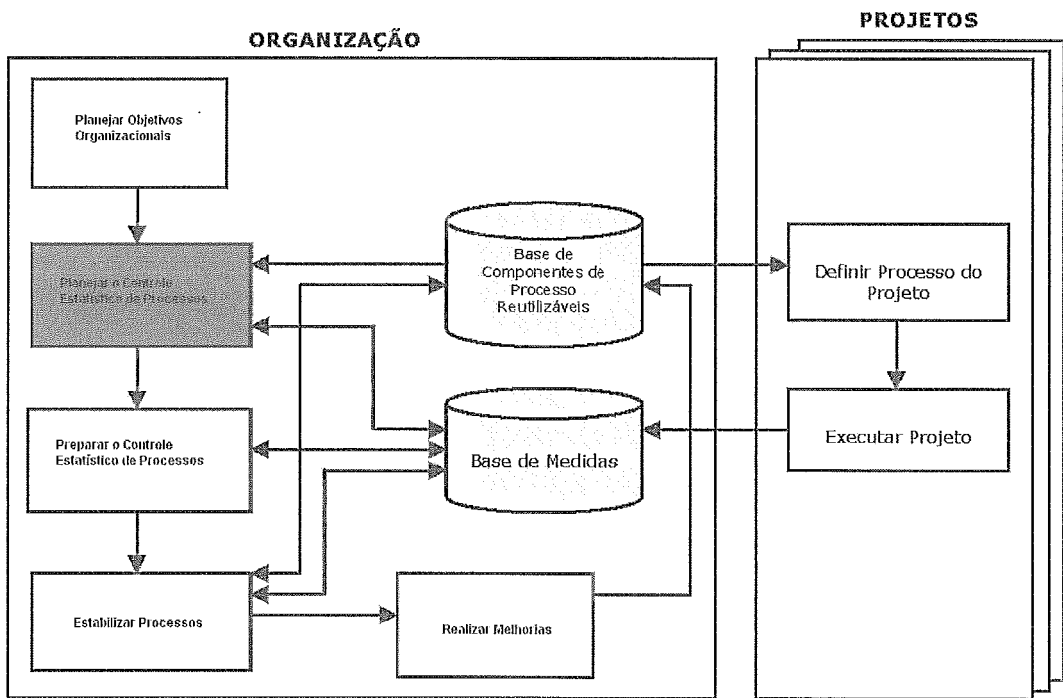 ORGANIZAÇÃO
PROJETOS
Planejar Objetivos
Organizacionais
Planejar o Controle
Estatístico de Processos
Preparar o Controle
Estatístico de Processos
Estabilizar Processos
Realizar Melhorias
Base de
Componentes de
Processo
Reutilizáveis
Base de Medidas
Definir Processo do
Projeto
Executar Projeto